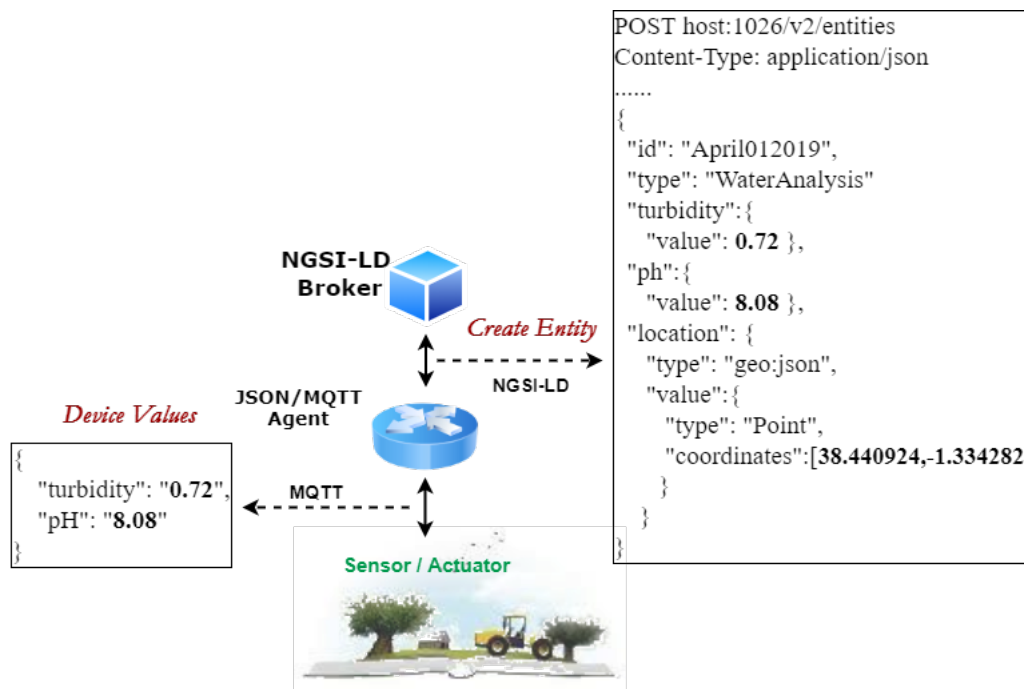 POST host:1026/v2/entities
Content-Type: application/json
......
{
"id": "April012019",
"type": "WaterAnalysis"
"turbidity":{
"value": 0.72 },
"ph":{
"value": 8.08 },
"location": {
"type": "geo:json",
"value":{
"type": "Point",
"coordinates":[38.440924,-1.334282
}
}
}
NGSI-LD
Broker
Create Entity
NGSI-LD
JSON/MQTT
Agent
Device Values
{
"turbidity": "0.72",
"pH": "8.08"
}
MQTT
Sensor / Actuator